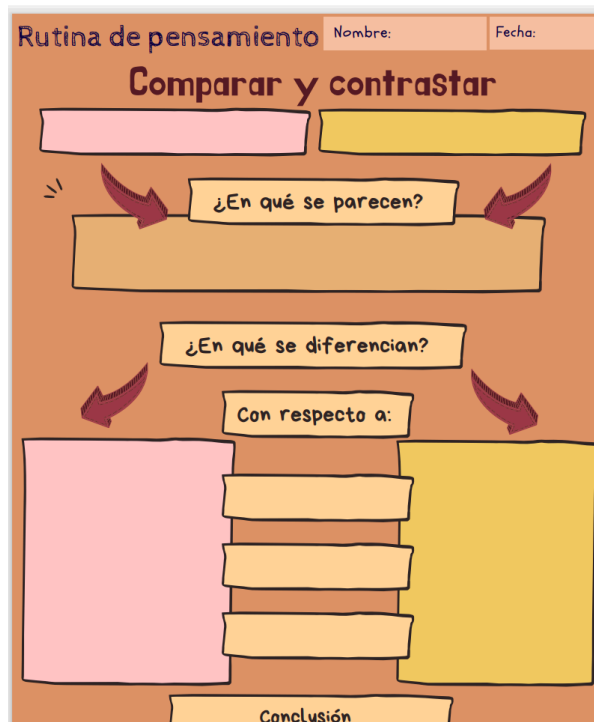 Rutina de pensamiento
Nombre:
Fecha:
Comparar y contrastar
¿En qué se parecen?
¿En qué se diferencian?
Con respecto a:
Conclusión